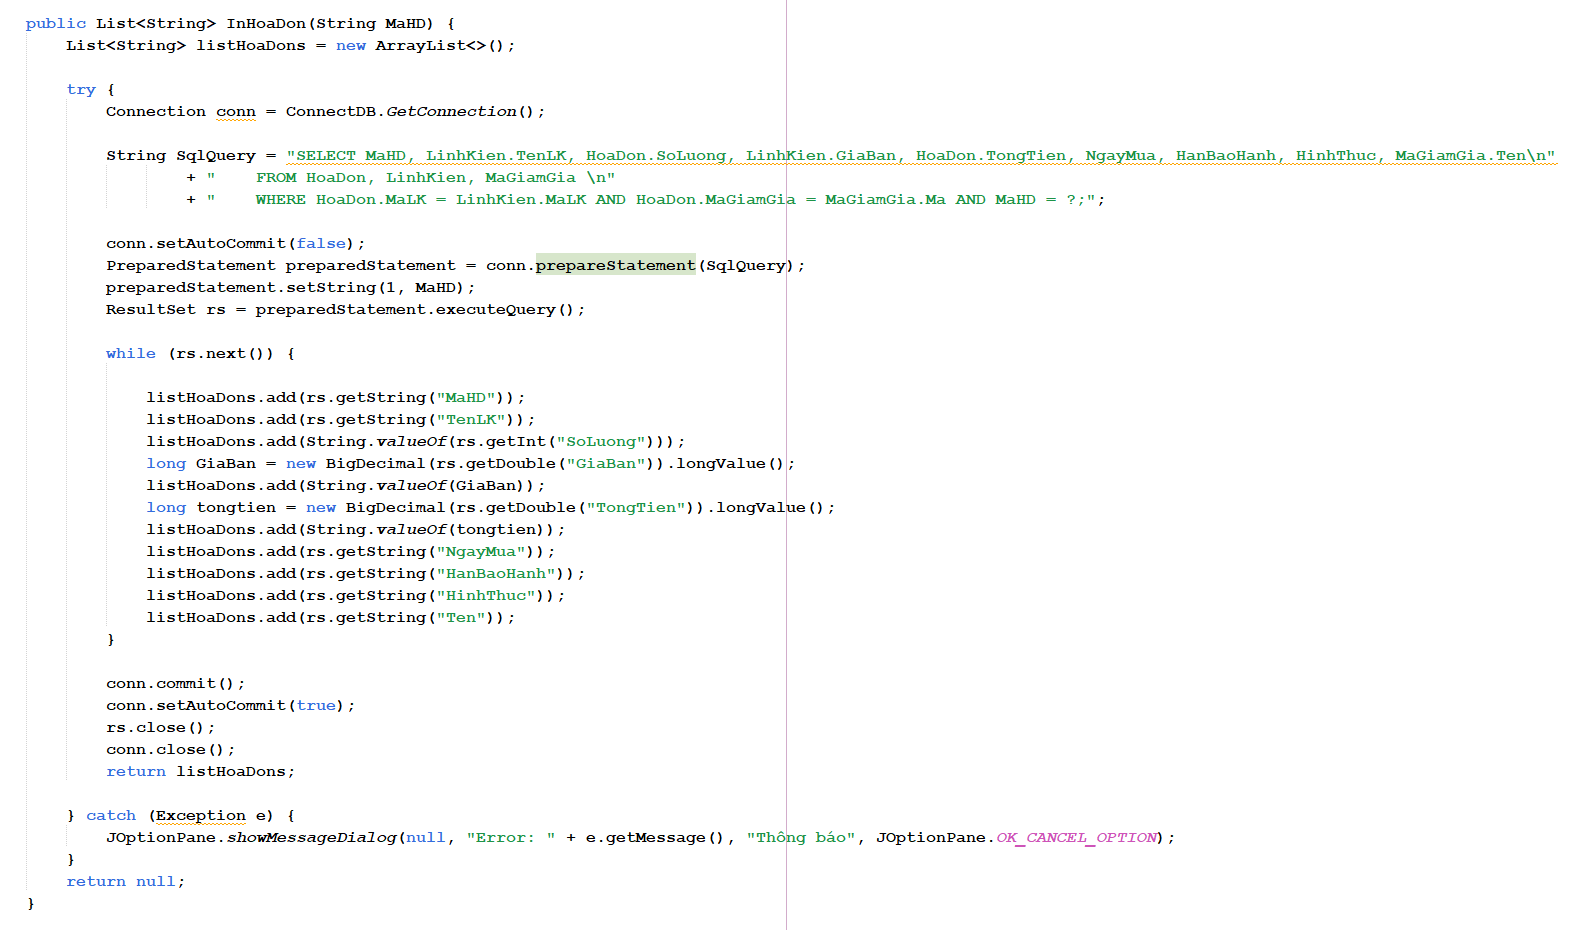 public List<String> InHoaDon(String MaHD) {
List<String> listHoaDons = new ArrayList<>();
try {
Connection conn = ConnectDB.GetConnection();
String SqlQuery = "SELECT MaHD, LinhKien.TenLK, HoaDon.SoLuong, LinhKien.GiaBan, HoaDon.TongTien, NgayMua, HanBaoHanh, HinhThuc, MaGiamGia.Ten\n"
+ "    FROM HoaDon, LinhKien, MaGiamGia \n"
+ "    WHERE HoaDon.MaLK = LinhKien.MaLK AND HoaDon.MaGiamGia = MaGiamGia.Ma AND MaHD = ?;";
conn.setAutoCommit(false);
PreparedStatement preparedStatement = conn.prepareStatement(SqlQuery);
preparedStatement.setString(1, MaHD);
ResultSet rs = preparedStatement.executeQuery();
while (rs.next()) {
listHoaDons.add(rs.getString("MaHD"));
listHoaDons.add(rs.getString("TenLK"));
listHoaDons.add(String.valueOf(rs.getInt("SoLuong")));
long GiaBan = new BigDecimal(rs.getDouble("GiaBan")).longValue();
listHoaDons.add(String.valueOf(GiaBan));
long tongtien = new BigDecimal(rs.getDouble("TongTien")).longValue();
listHoaDons.add(String.valueOf(tongtien));
listHoaDons.add(rs.getString("NgayMua"));
listHoaDons.add(rs.getString("HanBaoHanh"));
listHoaDons.add(rs.getString("HinhThuc"));
listHoaDons.add(rs.getString("Ten"));
}
conn.commit();
conn.setAutoCommit(true);
rs.close();
conn.close();
return listHoaDons;
} catch (Exception e) {
JOptionPane.showMessageDialog(null, "Error: " + e.getMessage(), "Thông báo", JOptionPane.OK_CANCEL_OPTION);
}
return null;
}